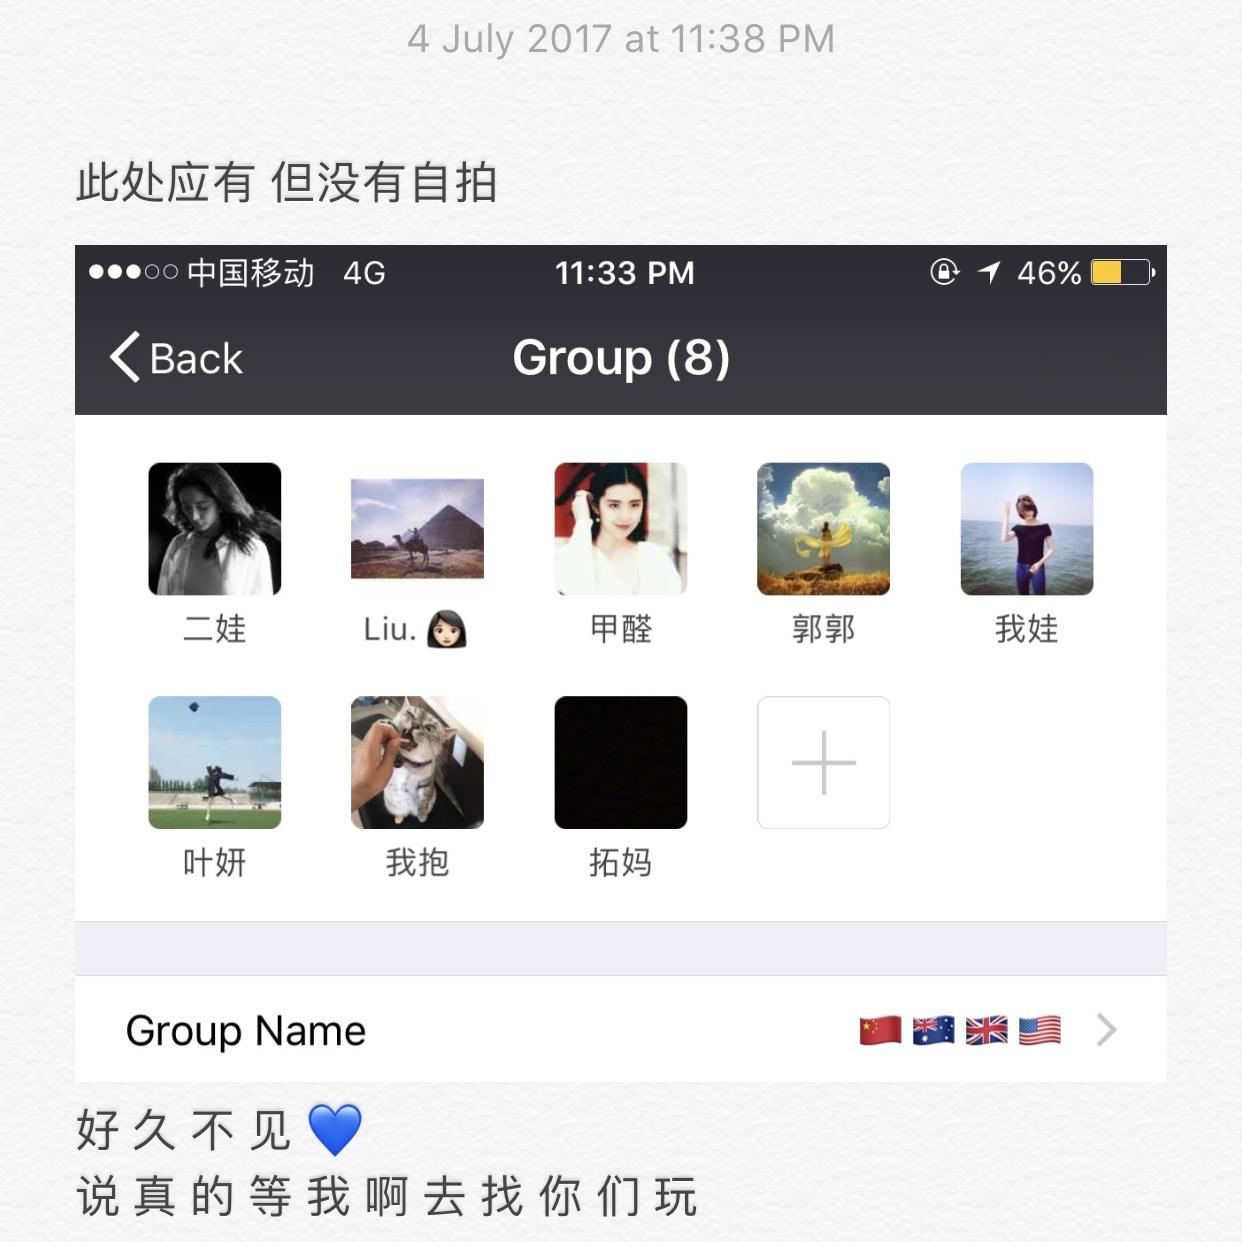 4 July 2017 at 11:38 PM
此处应有 但没有自拍
中国移动 4G 11:33 PM 46%
Back Group (8)
二娃 Liu. 👩🏻 甲醛 郭郭 我娃
叶妍 我抱 拓妈
Group Name 🇨🇳 🇦🇺 🇬🇧 🇺🇸
好久不见💙
说真的等我啊去找你们玩